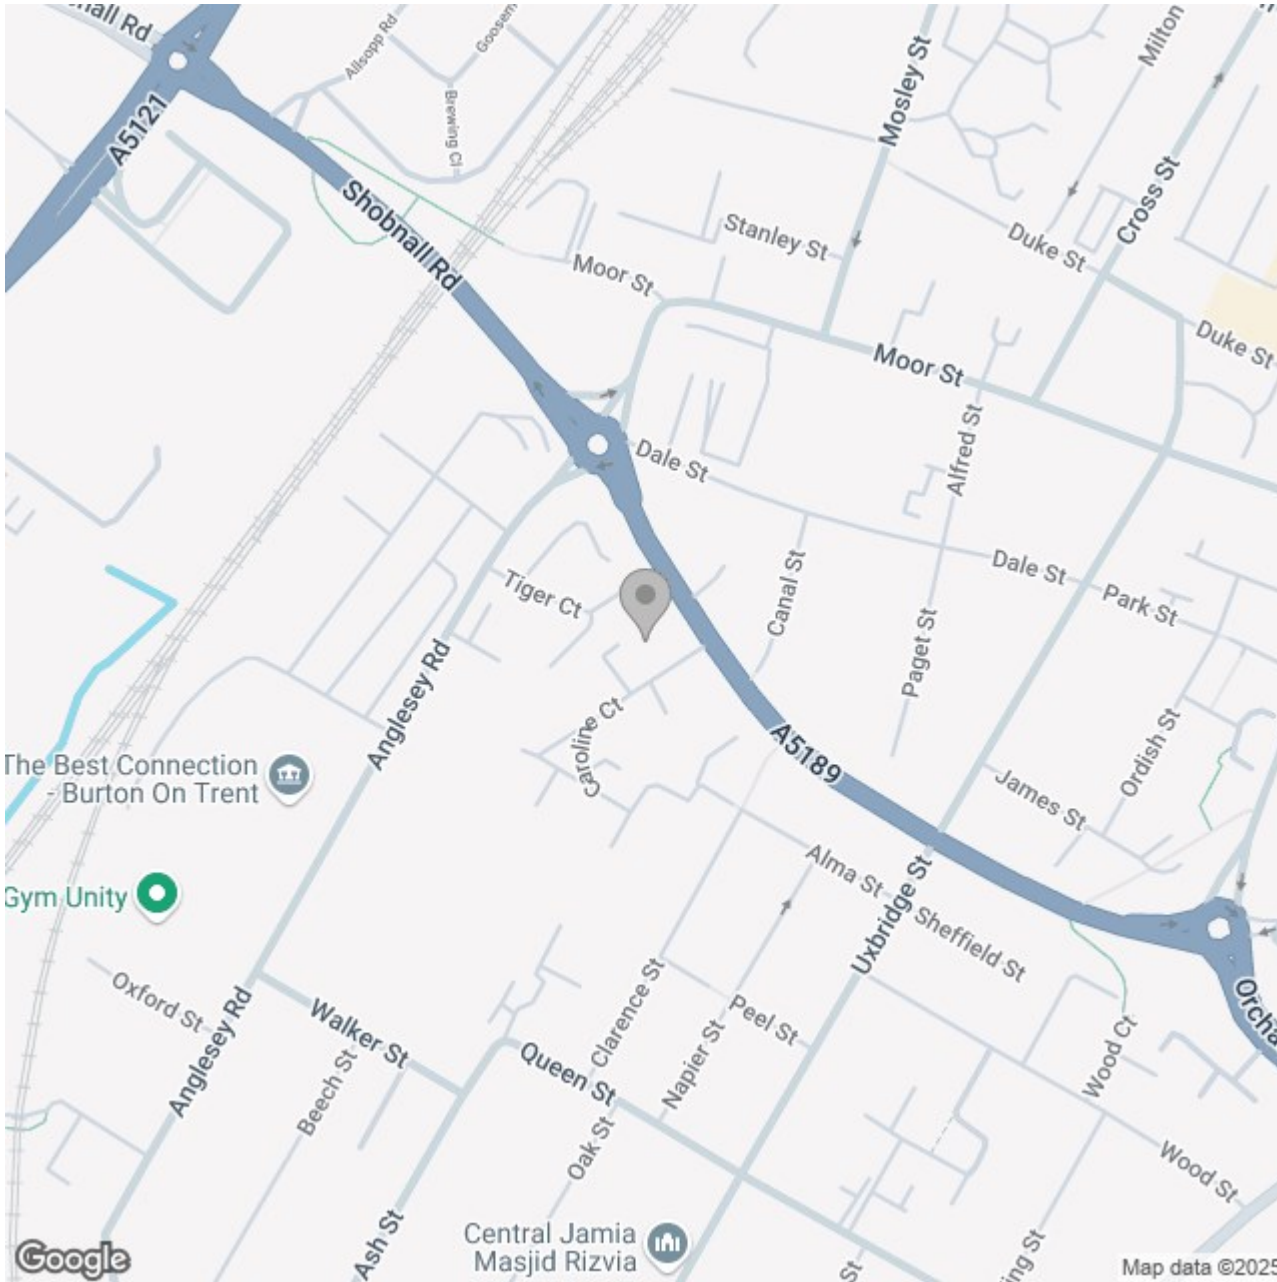 Allsopp Rd
Brewing Cl
A5121
Shobnall Rd
Mosley St
Milton
Cross St
Stanley St
Duke St
Moor St
Duke St
Moor St
Alfred St
Dale St
Canal St
Dale St
Park St
Tiger Ct
Paget St
Anglesey Rd
Caroline Ct
Ordish St
A5189
The Best Connection
- Burton On Trent
James St
Gym Unity
Alma St
Uxbridge St
Sheffield St
Oxford St
Anglesey Rd
Walker St
Beech St
Clarence St
Peel St
Napier St
Queen St
Wood Ct
Oak St
Wood St
Ash St
Central Jamia
Masjid Rizvia
St
Google
Map data ©2025